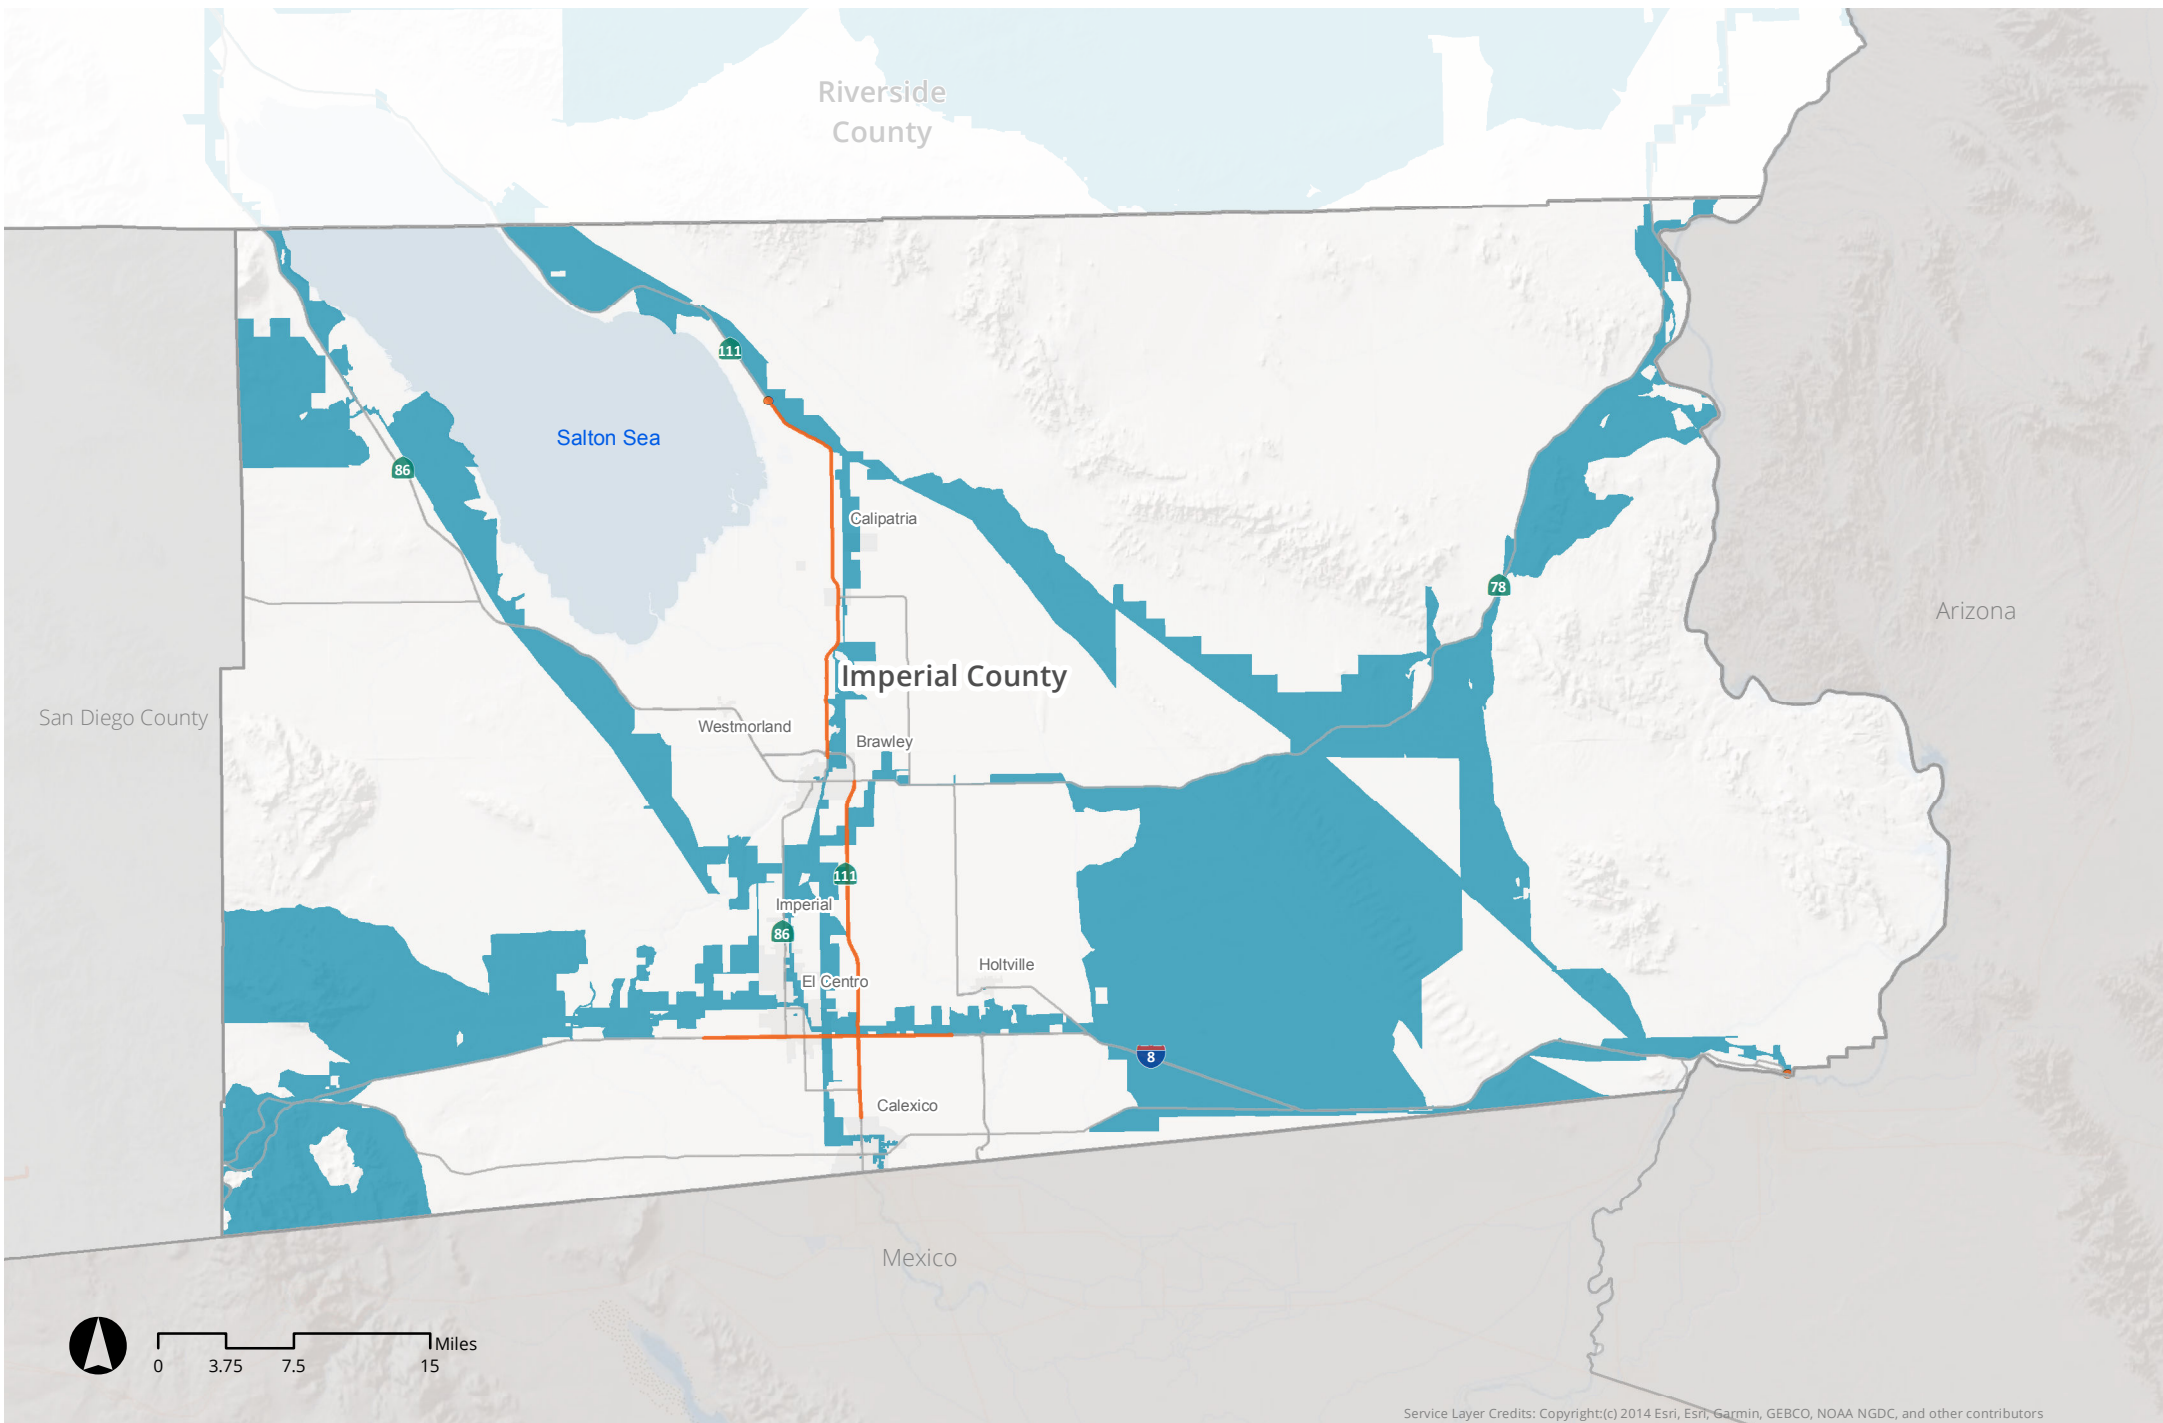 Riverside
County
111
Salton Sea
86
Calipatria
78
Arizona
Imperial County
San Diego County
Westmorland
Brawley
111
Imperial
86
Holtville
El Centro
8
Calexico
Mexico
Miles
0 3.75 7.5 15
Service Layer Credits: Copyright:(c) 2014 Esri, Esri, Garmin, GEBCO, NOAA NGDC, and other contributors